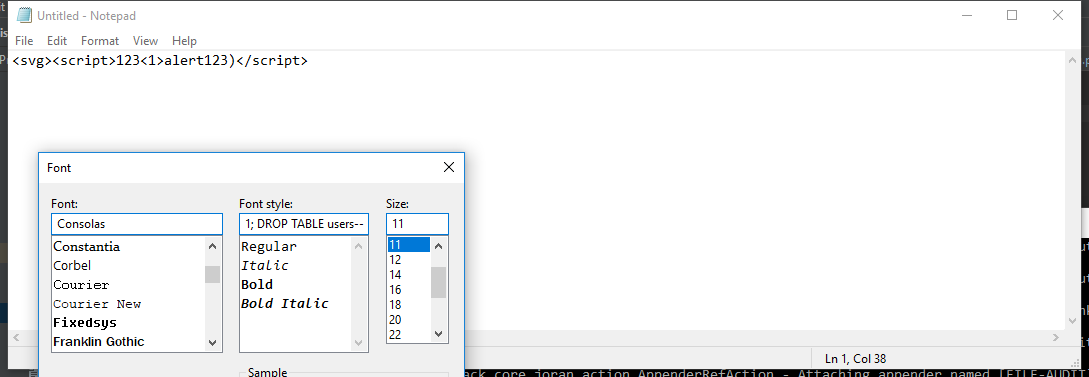 Untitled - Notepad
File Edit Format View Help
<svg><script>123<1>alert123)</script>
Font
Font: Font style: Size:
Consolas 1; DROP TABLE users-- 11
Constantia Regular 11
Corbel Italic 12
Courier Bold 14
Courier New Bold Italic 16
Fixedsys 18
Franklin Gothic 20
22
Sample
Ln 1, Col 38
ack core joran action AppenderRefAction - Attaching appender named [FILE-AUDIT